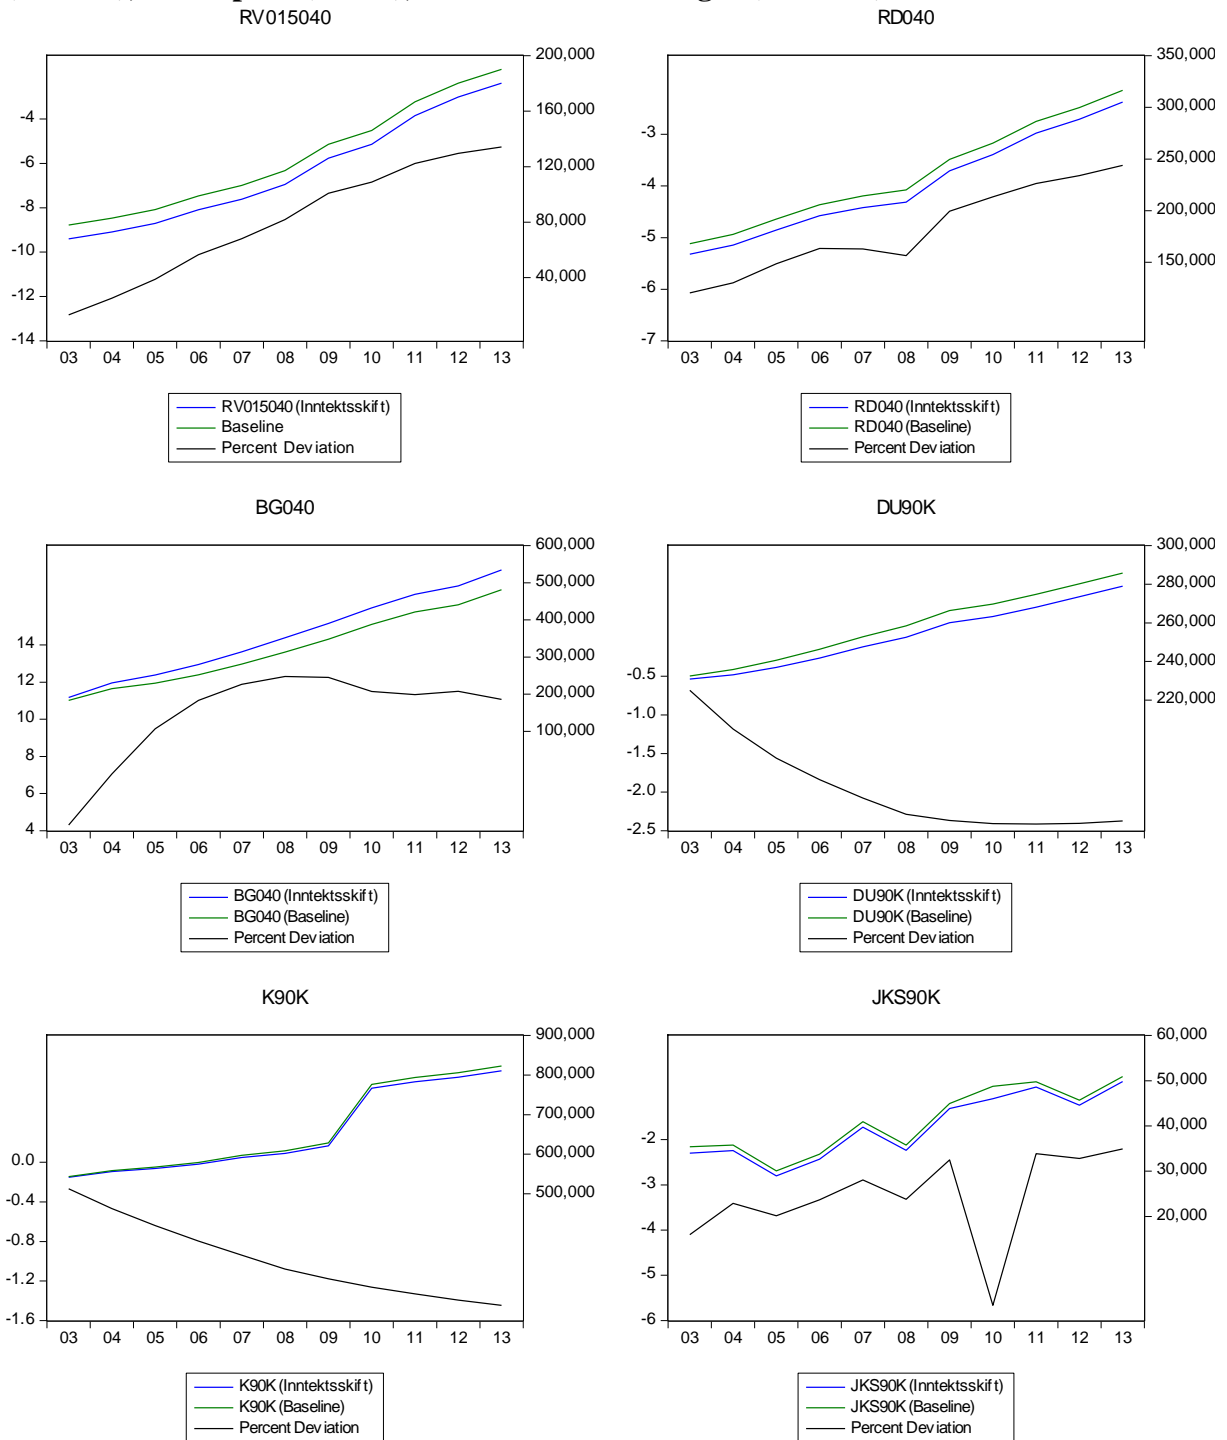 RV015040
200,000
160,000
120,000
80,000
40,000
-4
-6
-8
-10
-12
-14
03 04 05 06 07 08 09 10 11 12 13
RV015040 (Inntektsskift)
Baseline
Percent Deviation
RD040
350,000
300,000
250,000
200,000
150,000
-3
-4
-5
-6
-7
03 04 05 06 07 08 09 10 11 12 13
RD040 (Inntektsskift)
RD040 (Baseline)
Percent Deviation
BG040
600,000
500,000
400,000
300,000
200,000
100,000
14
12
10
8
6
4
03 04 05 06 07 08 09 10 11 12 13
BG040 (Inntektsskift)
BG040 (Baseline)
Percent Deviation
DU90K
300,000
280,000
260,000
240,000
220,000
-0.5
-1.0
-1.5
-2.0
-2.5
03 04 05 06 07 08 09 10 11 12 13
DU90K (Inntektsskift)
DU90K (Baseline)
Percent Deviation
K90K
900,000
800,000
700,000
600,000
500,000
0.0
-0.4
-0.8
-1.2
-1.6
03 04 05 06 07 08 09 10 11 12 13
K90K (Inntektsskift)
K90K (Baseline)
Percent Deviation
JKS90K
60,000
50,000
40,000
30,000
20,000
-2
-3
-4
-5
-6
03 04 05 06 07 08 09 10 11 12 13
JKS90K (Inntektsskift)
JKS90K (Baseline)
Percent Deviation